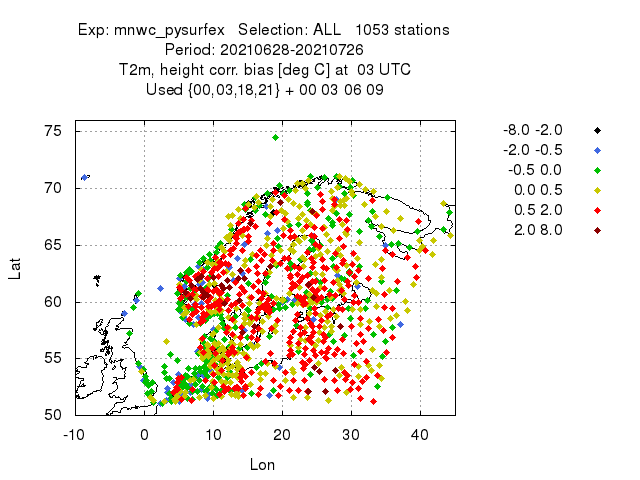 Exp: mnwc_pysurfex   Selection: ALL   1053 stations
Period: 20210628-20210726
T2m, height corr. bias [deg C] at  03 UTC
Used {00,03,18,21} + 00 03 06 09
-8.0 -2.0
-2.0 -0.5
-0.5 0.0
0.0 0.5
0.5 2.0
2.0 8.0
75
70
65
60
55
50
Lat
-10 0 10 20 30 40
Lon